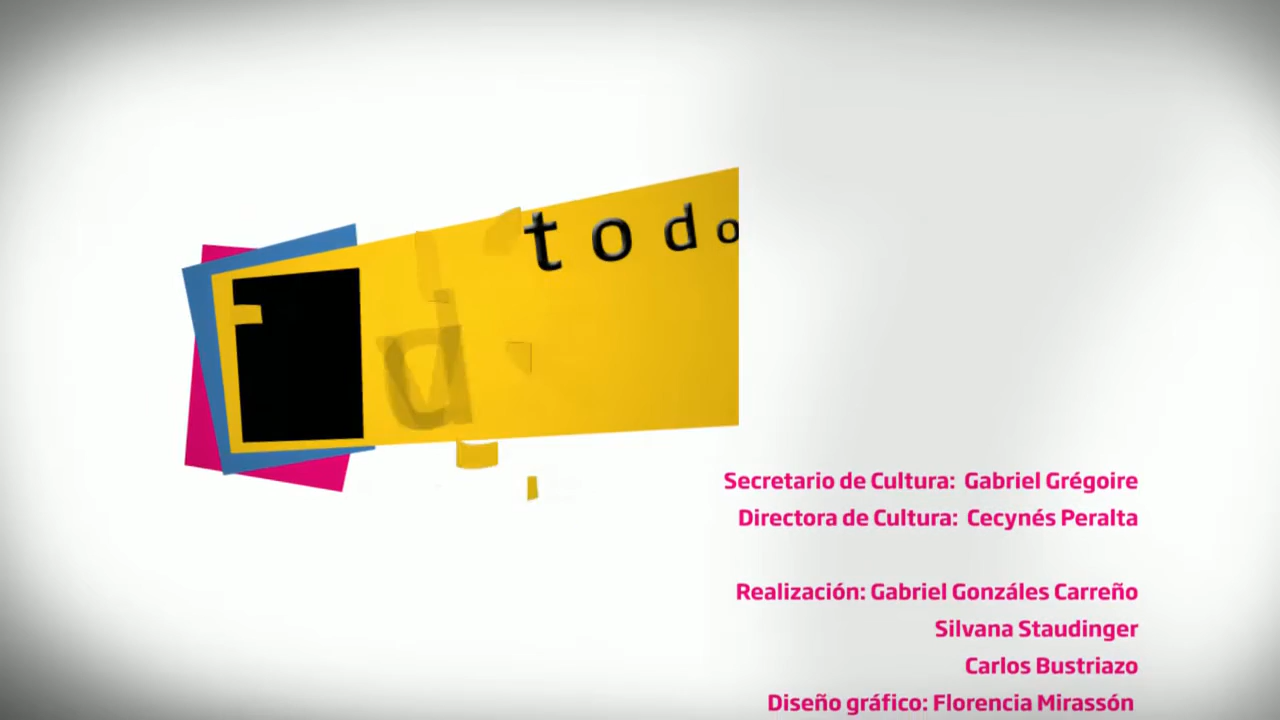 todo
d
Secretario de Cultura: Gabriel Grégoire
Directora de Cultura: Cecynés Peralta
Realización: Gabriel Gonzáles Carreño
Silvana Staudinger
Carlos Bustriazo
Diseño gráfico: Florencia Mirassón